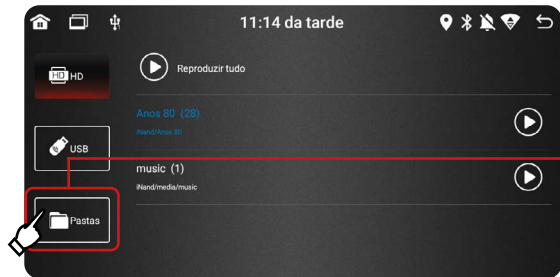 11:14 da tarde
HD HD
Reproduzir tudo
Anos 80 (28)
iNand/Anos 80
USB
music (1)
iNand/media/music
Pastas